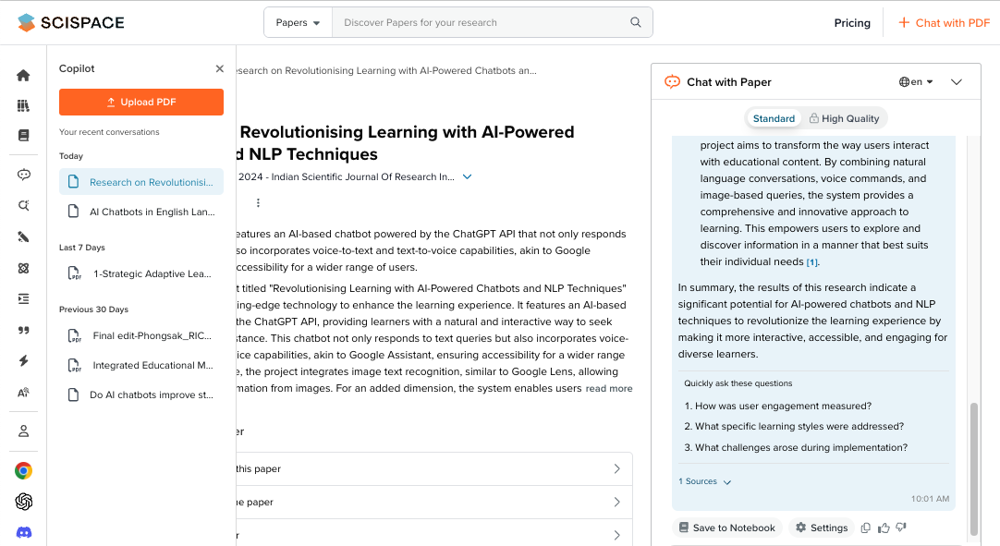 SCISPACE
Papers
Discover Papers for your research
Pricing
Chat with PDF
Copilot
Upload PDF
Your recent conversations
Today
Research on Revolutionisi...
AI Chatbots in English Lan...
Last 7 Days
1-Strategic Adaptive Lea...
Previous 30 Days
Final edit-Phongsak_RIC...
Integrated Educational M...
Do AI chatbots improve st...
esearch on Revolutionising Learning with AI-Powered Chatbots an...
Revolutionising Learning with AI-Powered
d NLP Techniques
2024 - Indian Scientific Journal Of Research In...
eatures an AI-based chatbot powered by the ChatGPT API that not only responds
so incorporates voice-to-text and text-to-voice capabilities, akin to Google
ccessibility for a wider range of users.
t titled "Revolutionising Learning with AI-Powered Chatbots and NLP Techniques"
ing-edge technology to enhance the learning experience. It features an AI-based
the ChatGPT API, providing learners with a natural and interactive way to seek
stance. This chatbot not only responds to text queries but also incorporates voice-
ice capabilities, akin to Google Assistant, ensuring accessibility for a wider range
e, the project integrates image text recognition, similar to Google Lens, allowing
mation from images. For an added dimension, the system enables users read more
er
this paper
ne paper
r
Chat with Paper
en
Standard
High Quality
project aims to transform the way users interact
with educational content. By combining natural
language conversations, voice commands, and
image-based queries, the system provides a
comprehensive and innovative approach to
learning. This empowers users to explore and
discover information in a manner that best suits
their individual needs [1].
In summary, the results of this research indicate a
significant potential for AI-powered chatbots and NLP
techniques to revolutionize the learning experience by
making it more interactive, accessible, and engaging for
diverse learners.
Quickly ask these questions
1. How was user engagement measured?
2. What specific learning styles were addressed?
3. What challenges arose during implementation?
1 Sources
10:01 AM
Save to Notebook
Settings